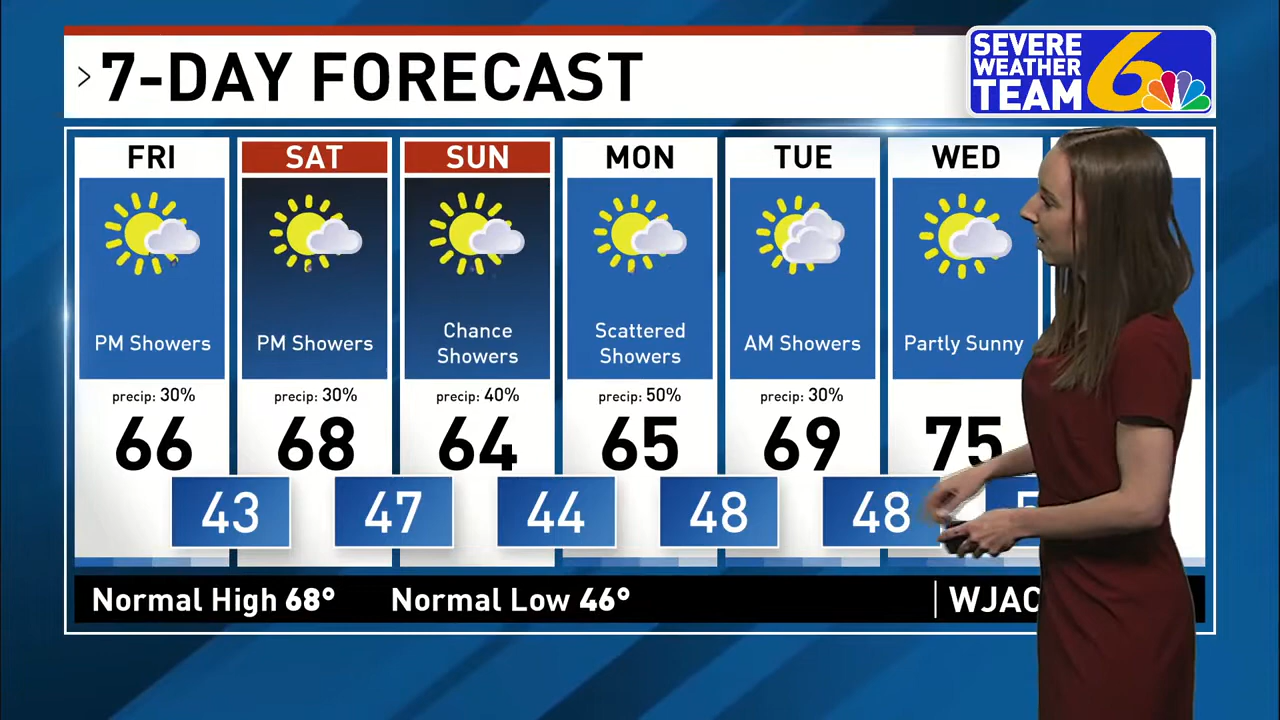 7-DAY FORECAST
SEVERE
WEATHER
TEAM 6
FRI
SAT
SUN
MON
TUE
WED
PM Showers
PM Showers
Chance
Showers
Scattered
Showers
AM Showers
Partly Sunny
precip: 30%
precip: 30%
precip: 40%
precip: 50%
precip: 30%
66
68
64
65
69
75
43
47
44
48
48
Normal High 68° Normal Low 46°
WJAC